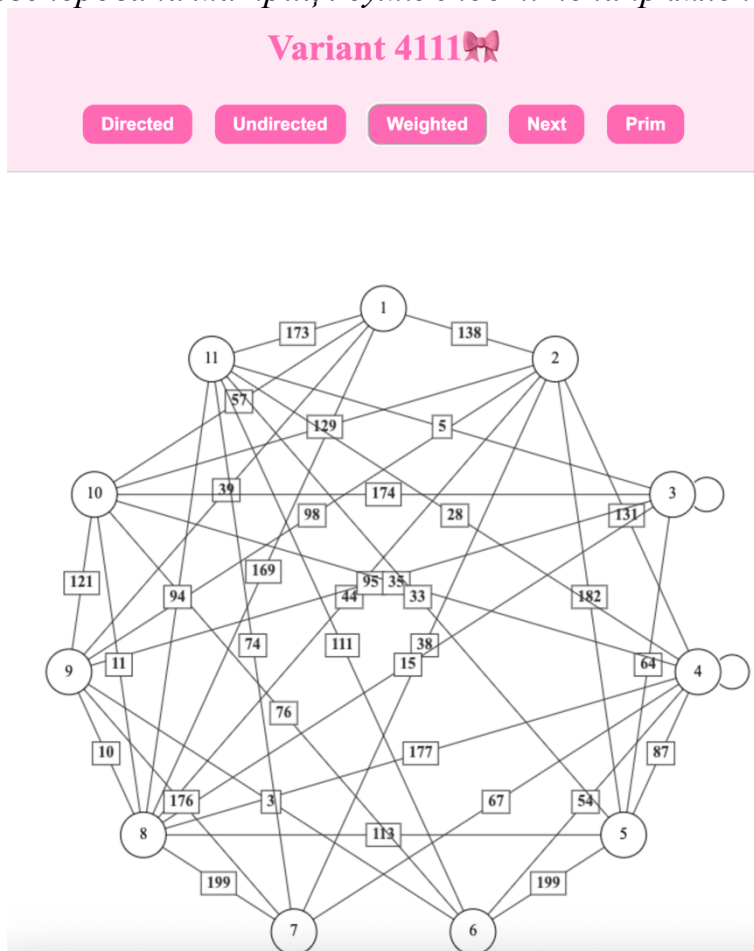 Variant 4111🎀
Directed Undirected Weighted Next Prim
1
173 138
11 2
57
129 5
10 39 174 3
98 28 131
169
121 95 35
94 44 33 182
74 111 38
11 15 64
9 4
76
10 177 87
176 3 67 54
8 113 5
199 199
7 6